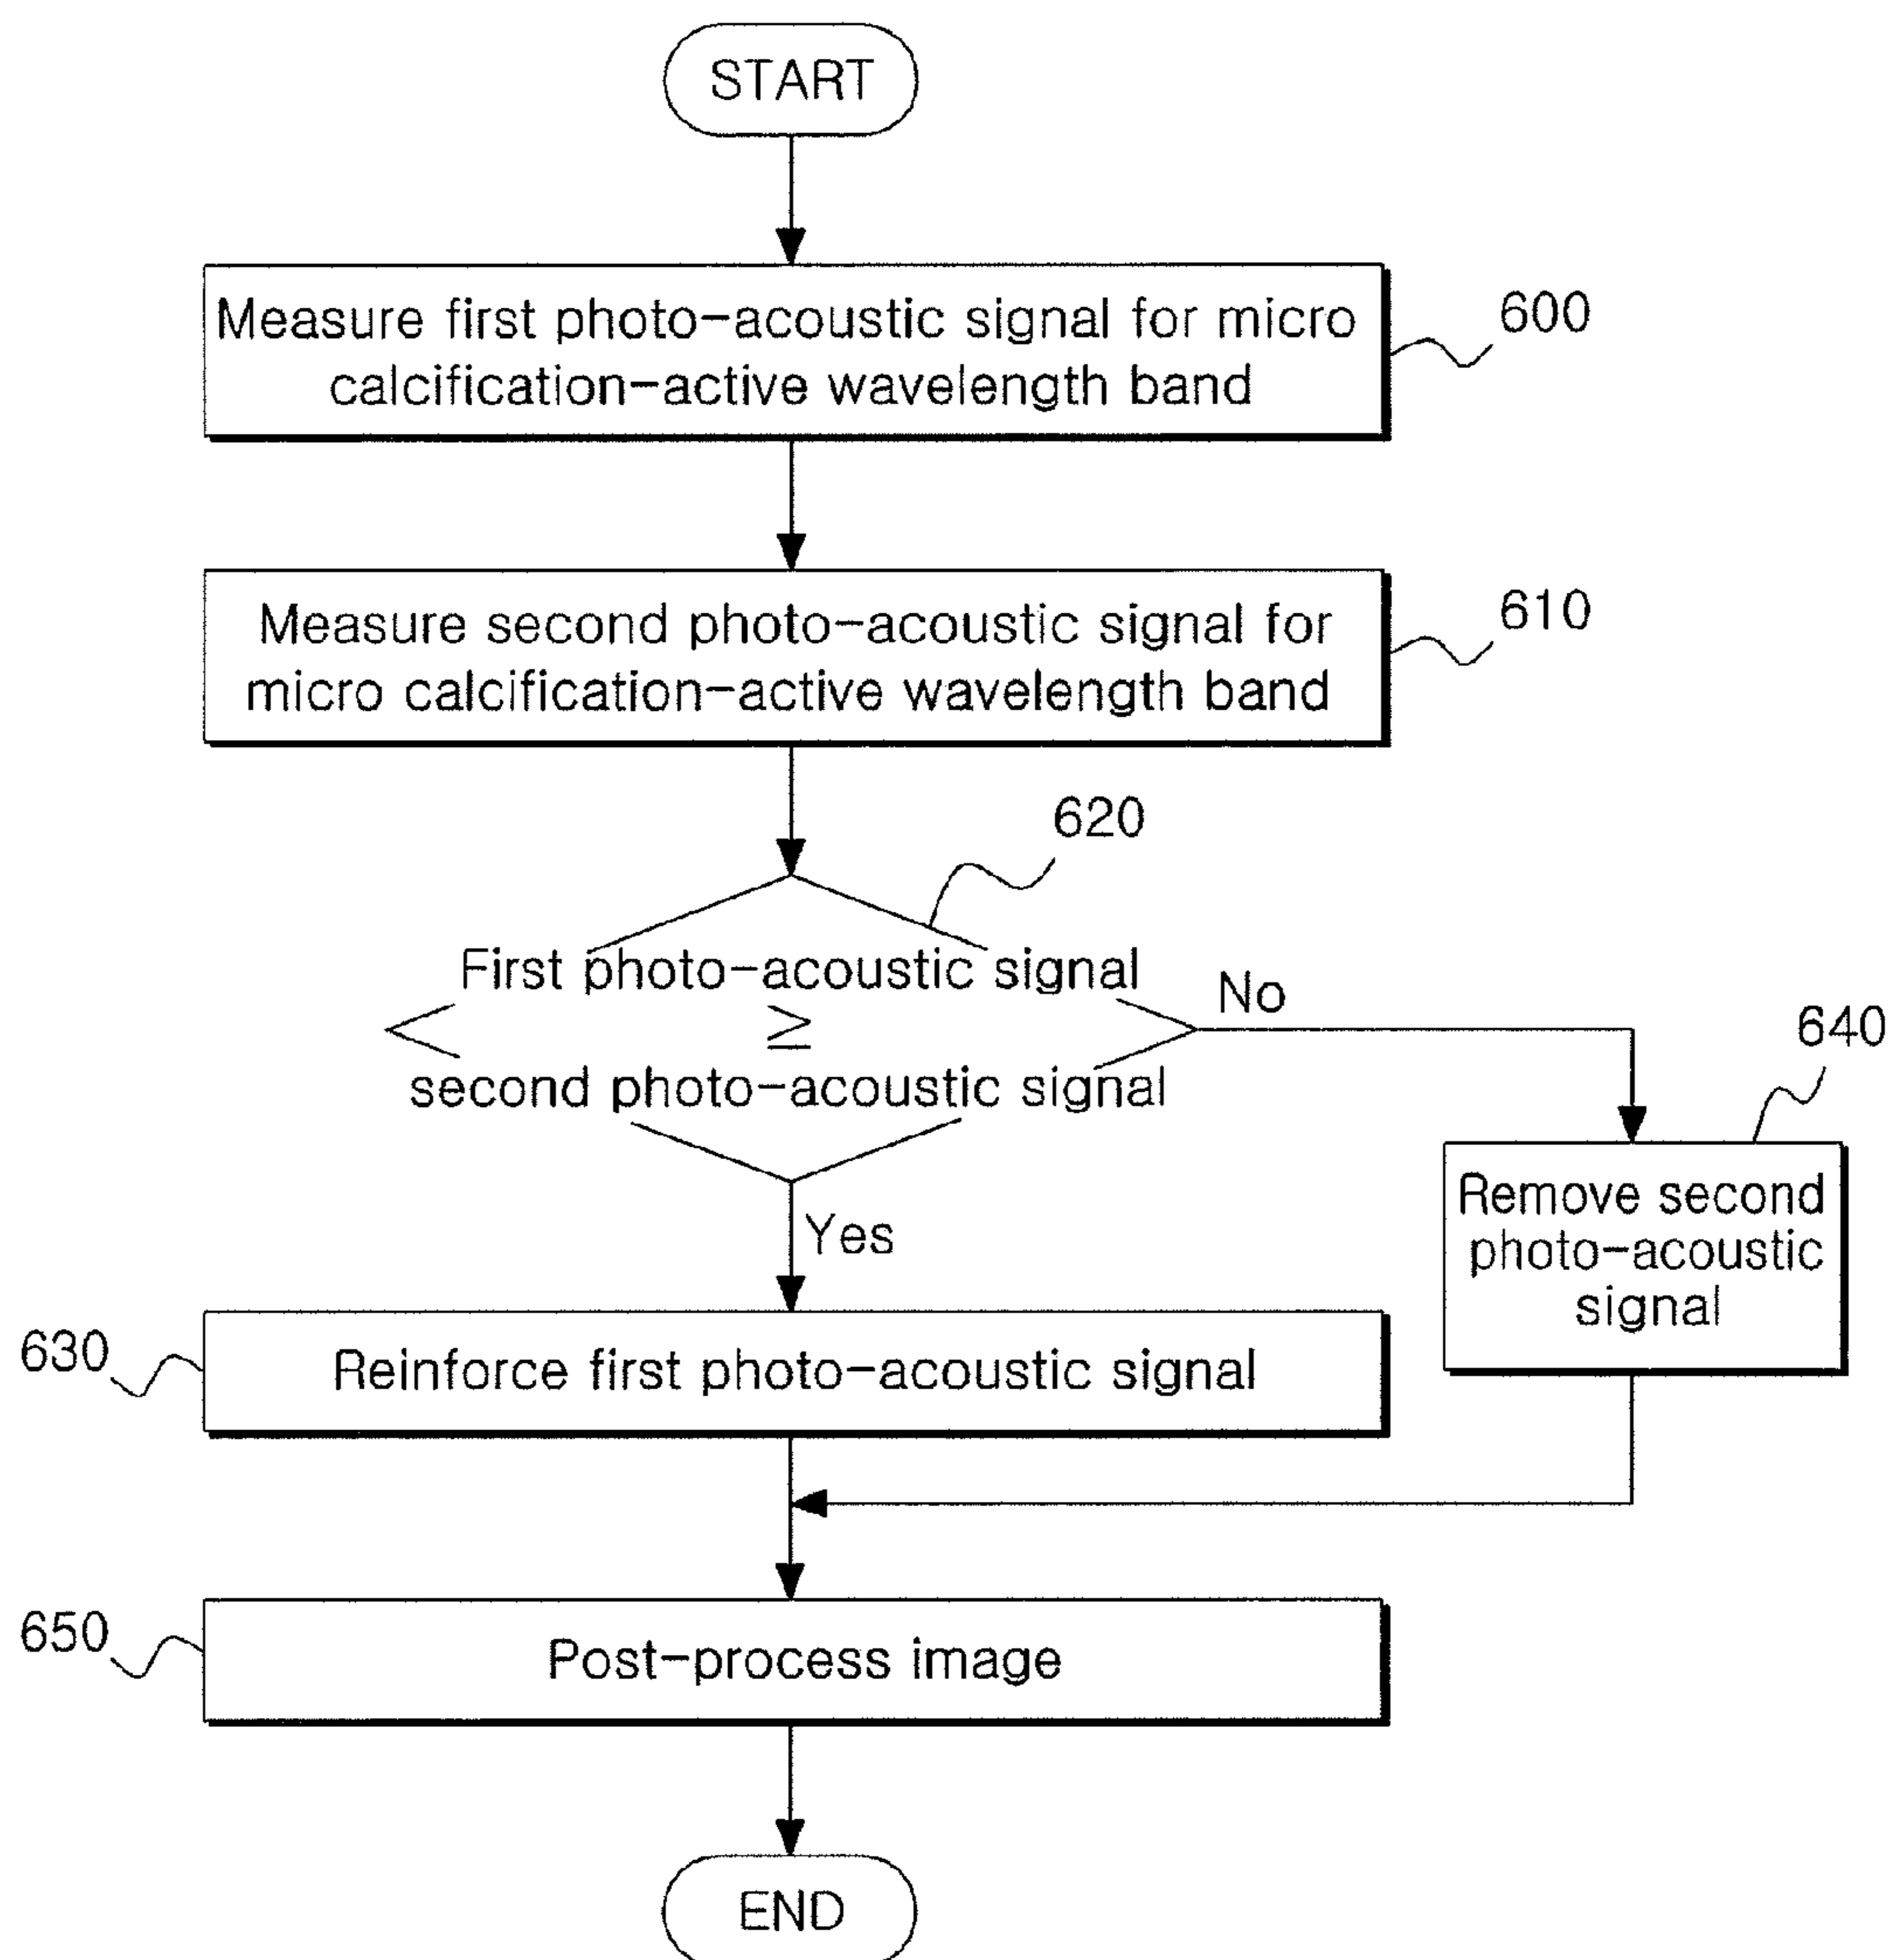 START
Measure first photo-acoustic signal for micro
calcification-active wavelength band
600
Measure second photo-acoustic signal for
micro calcification-active wavelength band
610
620
First photo-acoustic signal
≥
second photo-acoustic signal
No
640
Remove second
photo-acoustic
signal
Yes
630
Reinforce first photo-acoustic signal
650
Post-process image
END